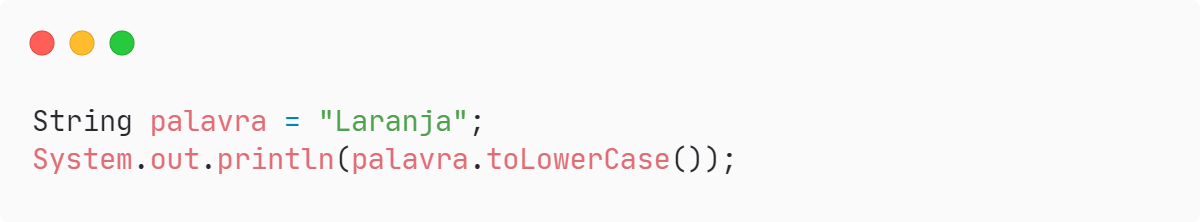 String palavra = "Laranja";
System.out.println(palavra.toLowerCase());